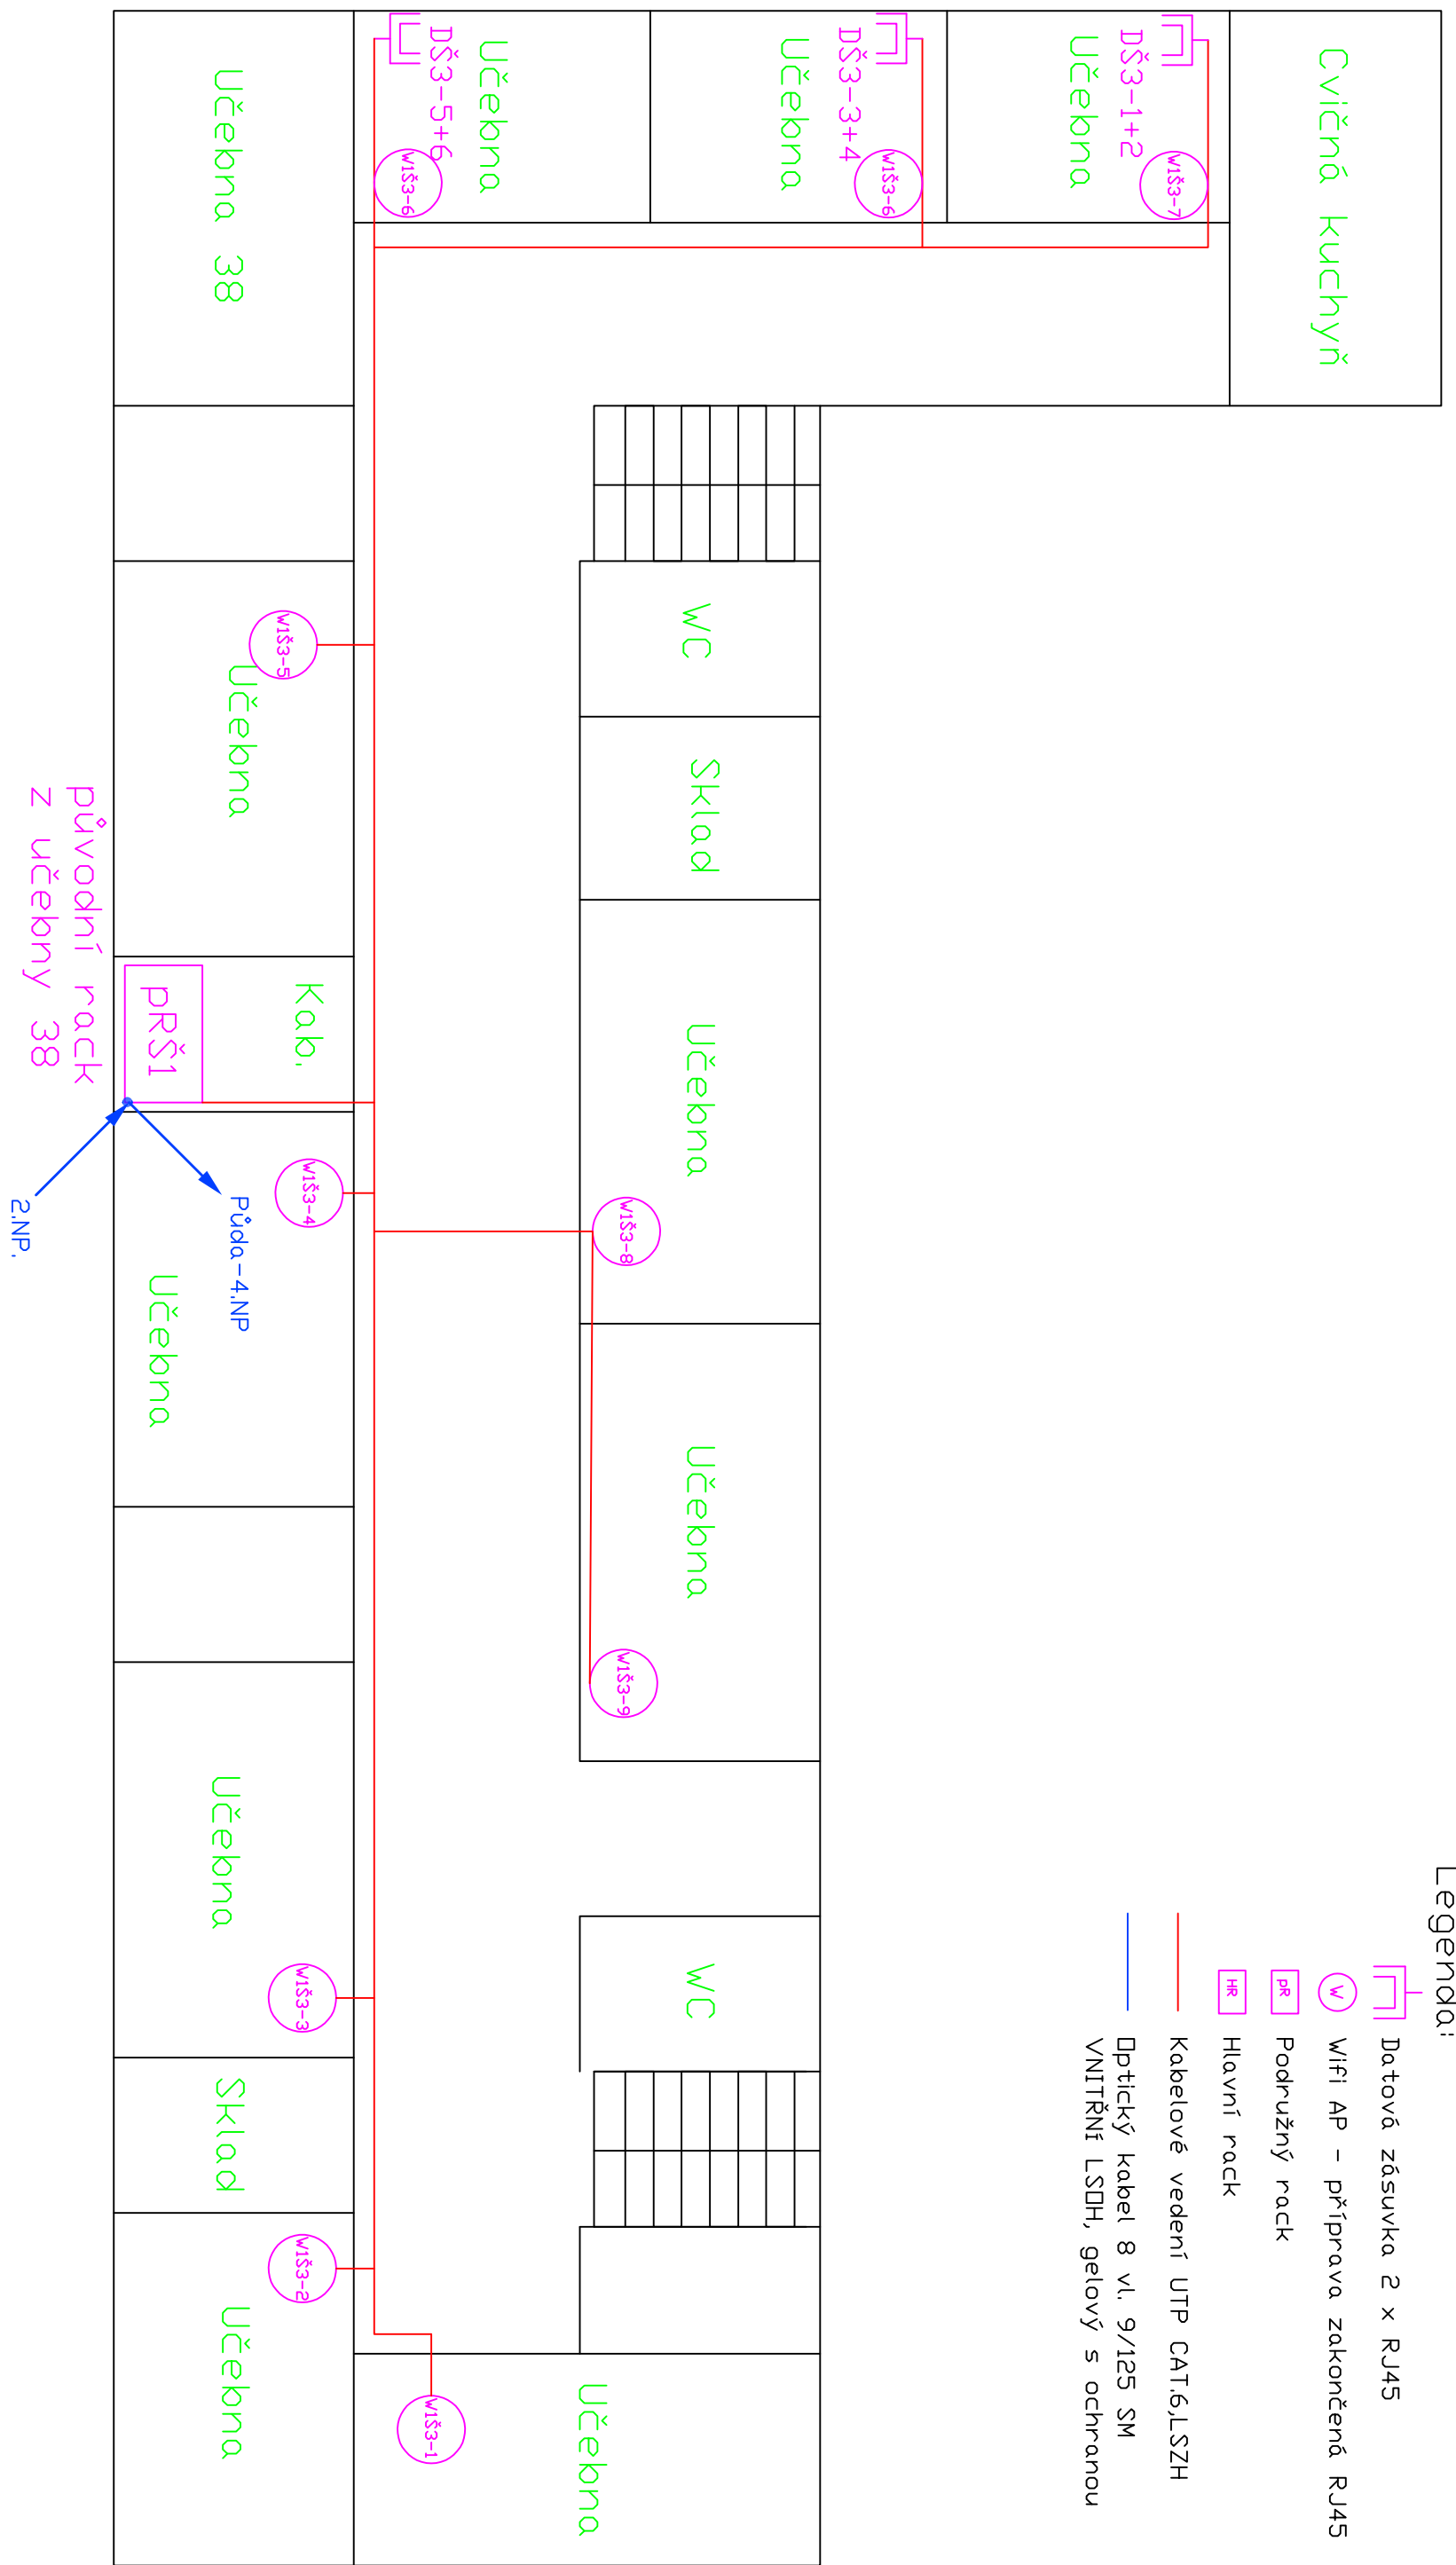 Legenda:
Datová zásuvka 2 x RJ45
W
Wifi AP - příprava zakončená RJ45
pR
Podružný rack
HR
Hlavní rack
Kabelové vedení UTP CAT.6,LSZH
Optický kabel 8 vl. 9/125 SM
VNITŘNÍ LSOH, gelový s ochranou
Cvičná kuchyň
DŠ3-1+2
W1Š3-7
Učebna
DŠ3-3+4
W1Š3-6
Učebna
Učebna
DŠ3-5+6
W1Š3-6
Učebna 38
WC
Sklad
Učebna
W1Š3-8
Učebna
W1Š3-9
WC
Učebna
W1Š3-1
W1Š3-5
Učebna
Kab.
pRŠ1
W1Š3-4
Půda-4.NP
Učebna
Učebna
W1Š3-3
Sklad
W1Š3-2
Učebna
původní rack
z učebny 38
2.NP.